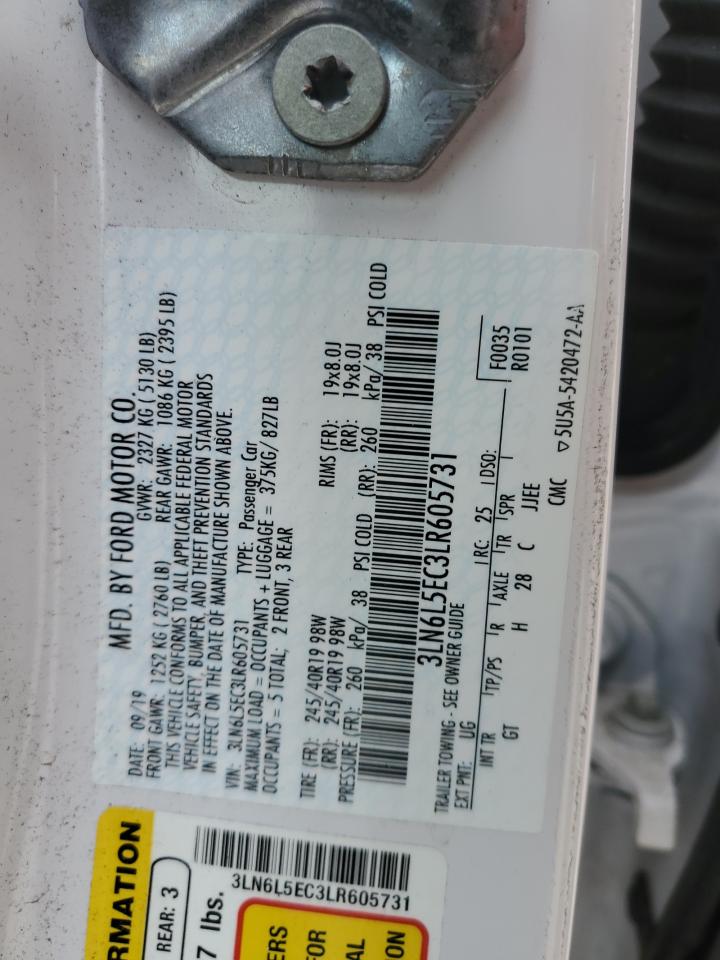 MFD. BY FORD MOTOR CO.
DATE: 09/19 GVWR: 2327 KG ( 5130 LB)
FRONT GAWR: 1252 KG ( 2760 LB) REAR GAWR: 1086 KG ( 2395 LB)
THIS VEHICLE CONFORMS TO ALL APPLICABLE FEDERAL MOTOR
VEHICLE SAFETY, BUMPER, AND THEFT PREVENTION STANDARDS
IN EFFECT ON THE DATE OF MANUFACTURE SHOWN ABOVE.
VIN: 3LN6L5EC3LR605731 TYPE: Passenger Car
MAXIMUM LOAD = OCCUPANTS + LUGGAGE = 375KG/ 827LB
OCCUPANTS = 5 TOTAL; 2 FRONT, 3 REAR
TIRE (FR): 245/40R19 98W RIMS (FR): 19x8.0J
(RR): 245/40R19 98W (RR): 19x8.0J
PRESSURE (FR): 260 kPa/ 38 PSI COLD (RR): 260 kPa/ 38 PSI COLD
3LN6L5EC3LR605731
TRAILER TOWING - SEE OWNER GUIDE
EXT PNT: UG RC: 25 DSO: F0035
INT TR TP/PS R AXLE TR SPR R0101
GT H 28 C JJEE
CMC ▽5U5A-5420472-AA
RMATION
REAR: 3
7 lbs.
3LN6L5EC3LR605731
ERS
FOR
AL
ON